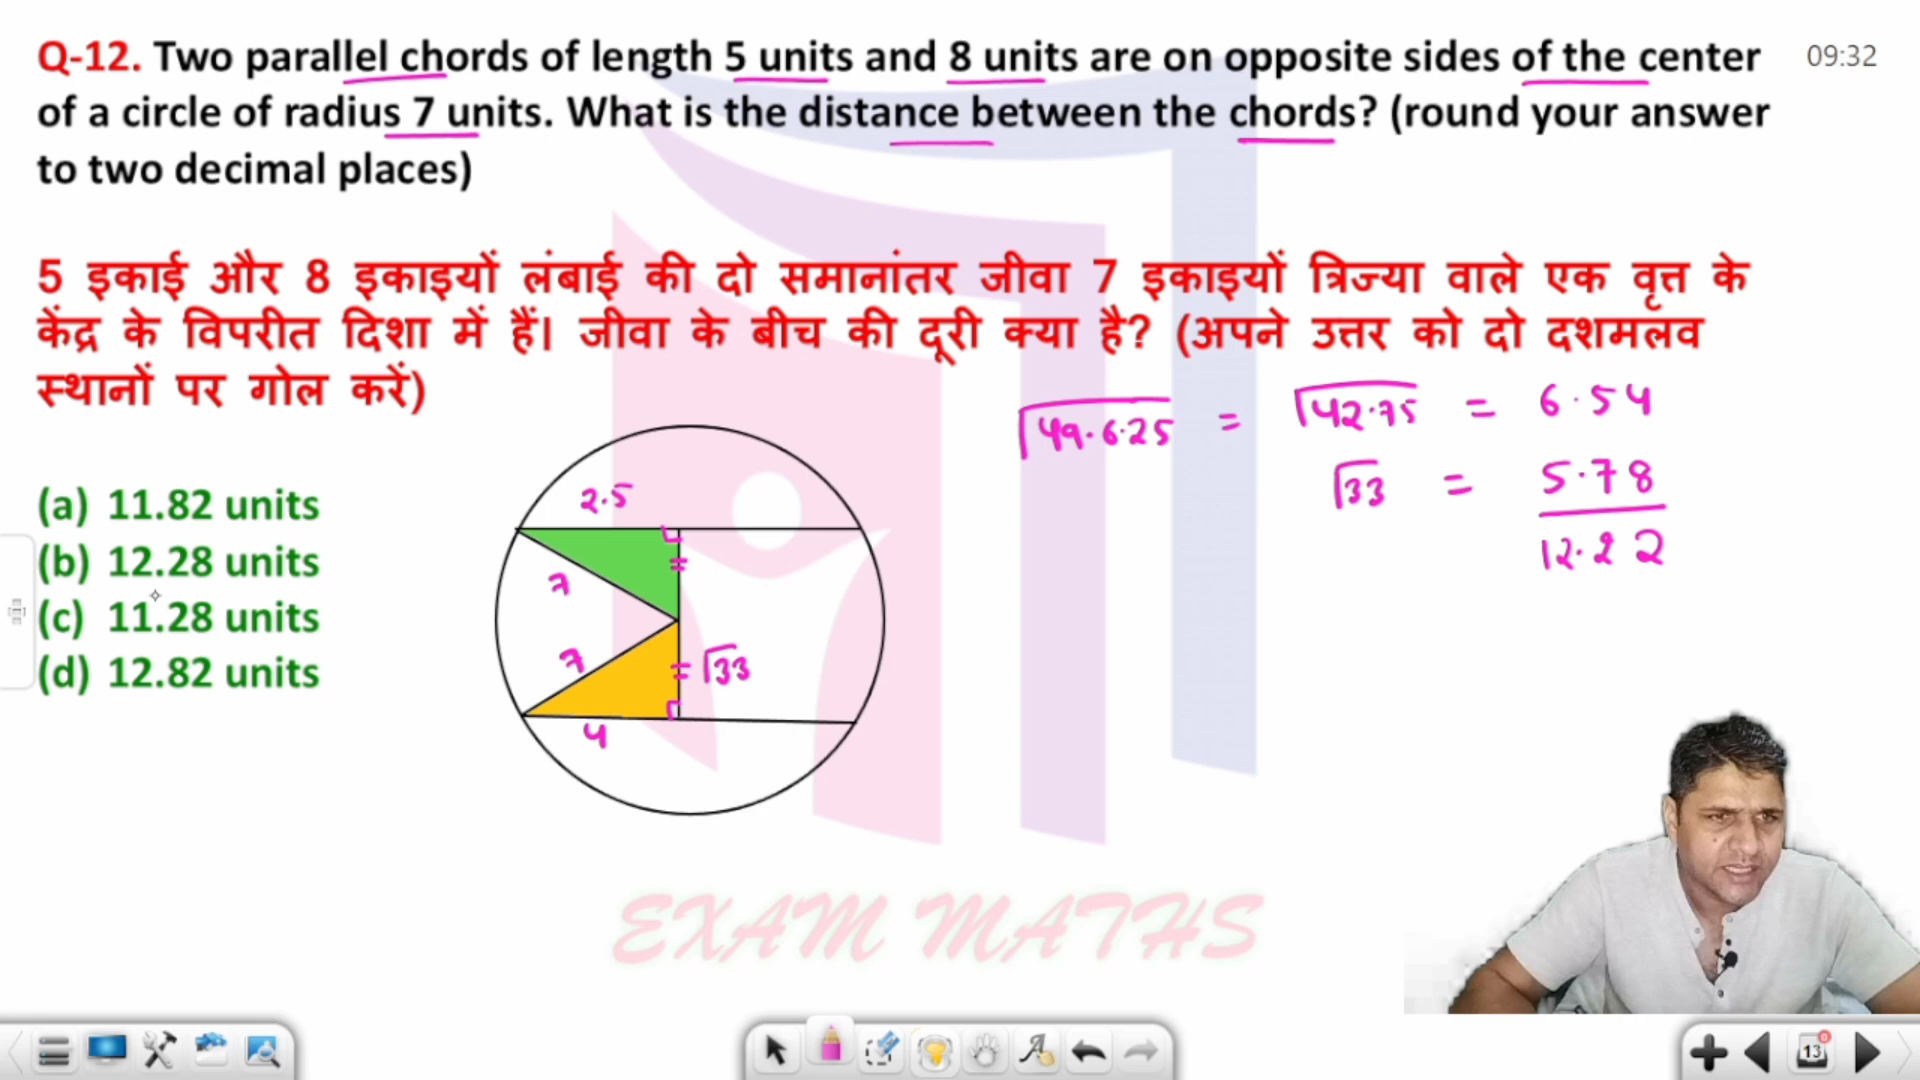 Q-12. Two parallel chords of length 5 units and 8 units are on opposite sides of the center
09:32
of a circle of radius 7 units. What is the distance between the chords? (round your answer
to two decimal places)
5 इकाई और 8 इकाइयों लंबाई की दो समानांतर जीवा 7 इकाइयों त्रिज्या वाले एक वृत्त के
केंद्र के विपरीत दिशा में हैं। जीवा के बीच की दूरी क्या है? (अपने उत्तर को दो दशमलव
स्थानों पर गोल करें)
√49-6.25 = √42.75 = 6.54
√33 = 5.78
12.22
(a) 11.82 units
(b) 12.28 units
(c) 11.28 units
(d) 12.82 units
2.5
7
=
7
= √33
4
EXAM MATHS
13
0